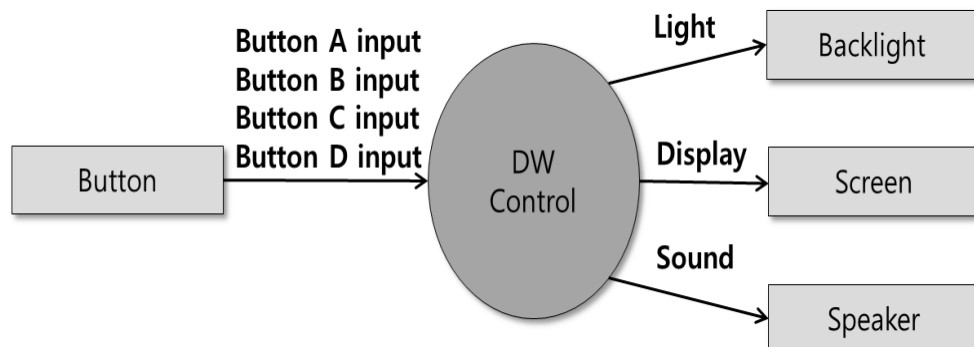 Button
Button A input
Button B input
Button C input
Button D input
DW
Control
Light
Backlight
Display
Screen
Sound
Speaker